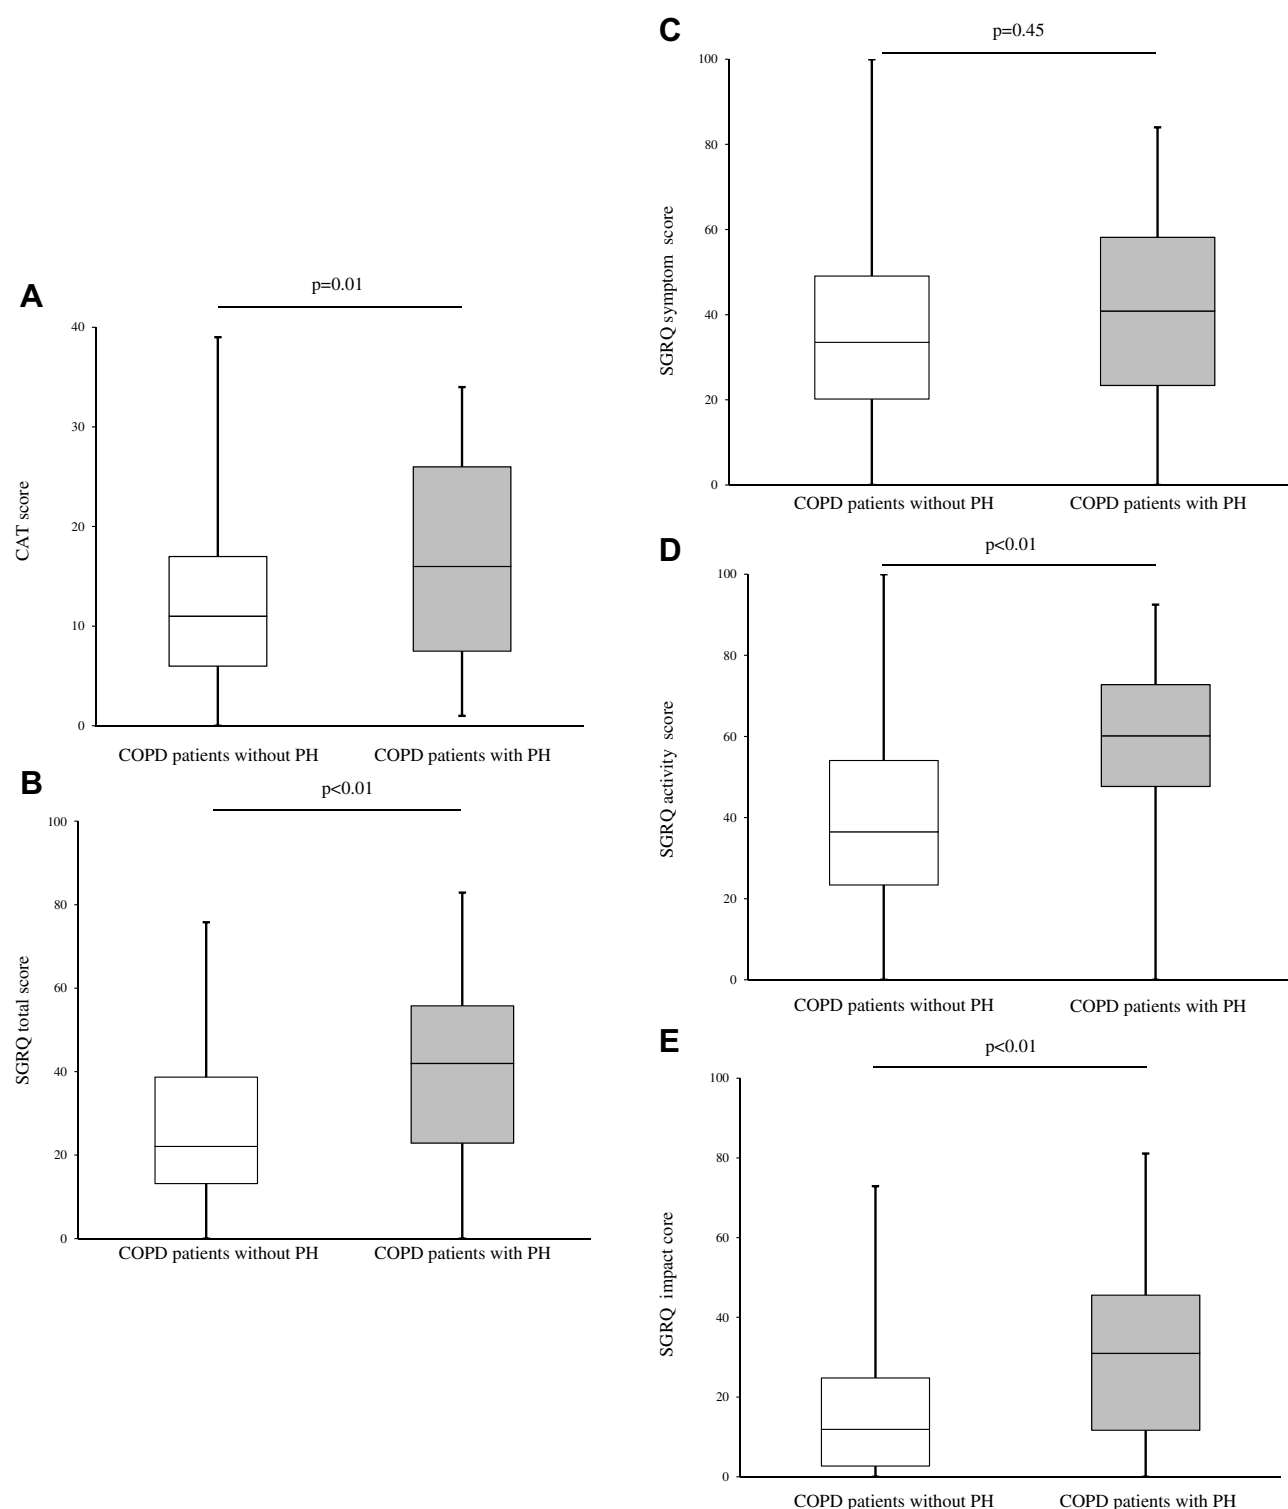 A
p=0.01
40
30
20
10
0
CAT score
COPD patients without PH COPD patients with PH
B
p<0.01
100
80
60
40
20
0
SGRQ total score
COPD patients without PH COPD patients with PH
C
p=0.45
100
80
60
40
20
0
SGRQ symptom score
COPD patients without PH COPD patients with PH
D
p<0.01
100
80
60
40
20
0
SGRQ activity score
COPD patients without PH COPD patients with PH
E
p<0.01
100
80
60
40
20
0
SGRQ impact core
COPD patients without PH COPD patients with PH